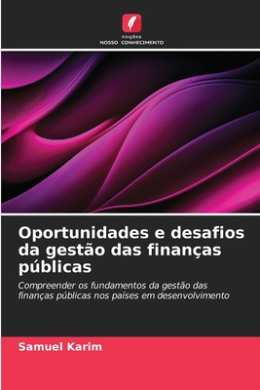 edições
NOSSO CONHECIMENTO
Oportunidades e desafios
da gestão das finanças
públicas
Compreender os fundamentos da gestão das
finanças públicas nos países em desenvolvimento
Samuel Karim